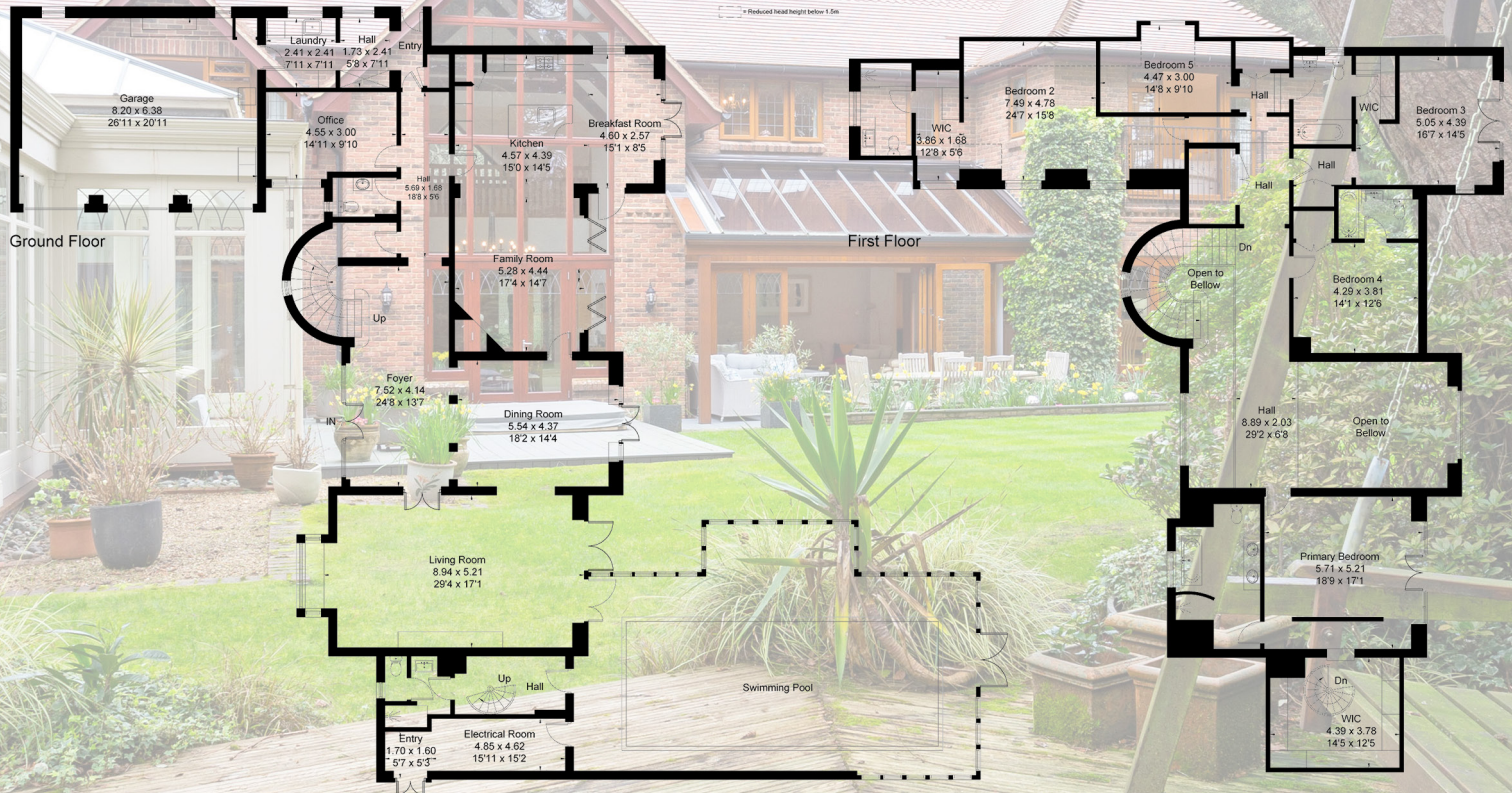 = Reduced head height below 1.5m
Laundry
2.41 x 2.41
7'11 x 7'11
Hall
1.73 x 2.41
5'8 x 7'11
Entry
Garage
8.20 x 6.38
26'11 x 20'11
Office
4.55 x 3.00
14'11 x 9'10
Kitchen
4.57 x 4.39
15'0 x 14'5
Breakfast Room
4.60 x 2.57
15'1 x 8'5
Hall
5.69 x 1.68
18'8 x 5'6
Ground Floor
Family Room
5.28 x 4.44
17'4 x 14'7
Up
Foyer
7.52 x 4.14
24'8 x 13'7
IN
Dining Room
5.54 x 4.37
18'2 x 14'4
Living Room
8.94 x 5.21
29'4 x 17'1
Up
Hall
Swimming Pool
Entry
1.70 x 1.60
5'7 x 5'3
Electrical Room
4.85 x 4.62
15'11 x 15'2
Bedroom 5
4.47 x 3.00
14'8 x 9'10
Bedroom 2
7.49 x 4.78
24'7 x 15'8
Hall
WIC
Bedroom 3
5.05 x 4.39
16'7 x 14'5
WIC
3.86 x 1.68
12'8 x 5'6
Hall
Hall
First Floor
Dn
Open to
Bellow
Bedroom 4
4.29 x 3.81
14'1 x 12'6
Hall
8.89 x 2.03
29'2 x 6'8
Open to
Bellow
Primary Bedroom
5.71 x 5.21
18'9 x 17'1
Dn
WIC
4.39 x 3.78
14'5 x 12'5